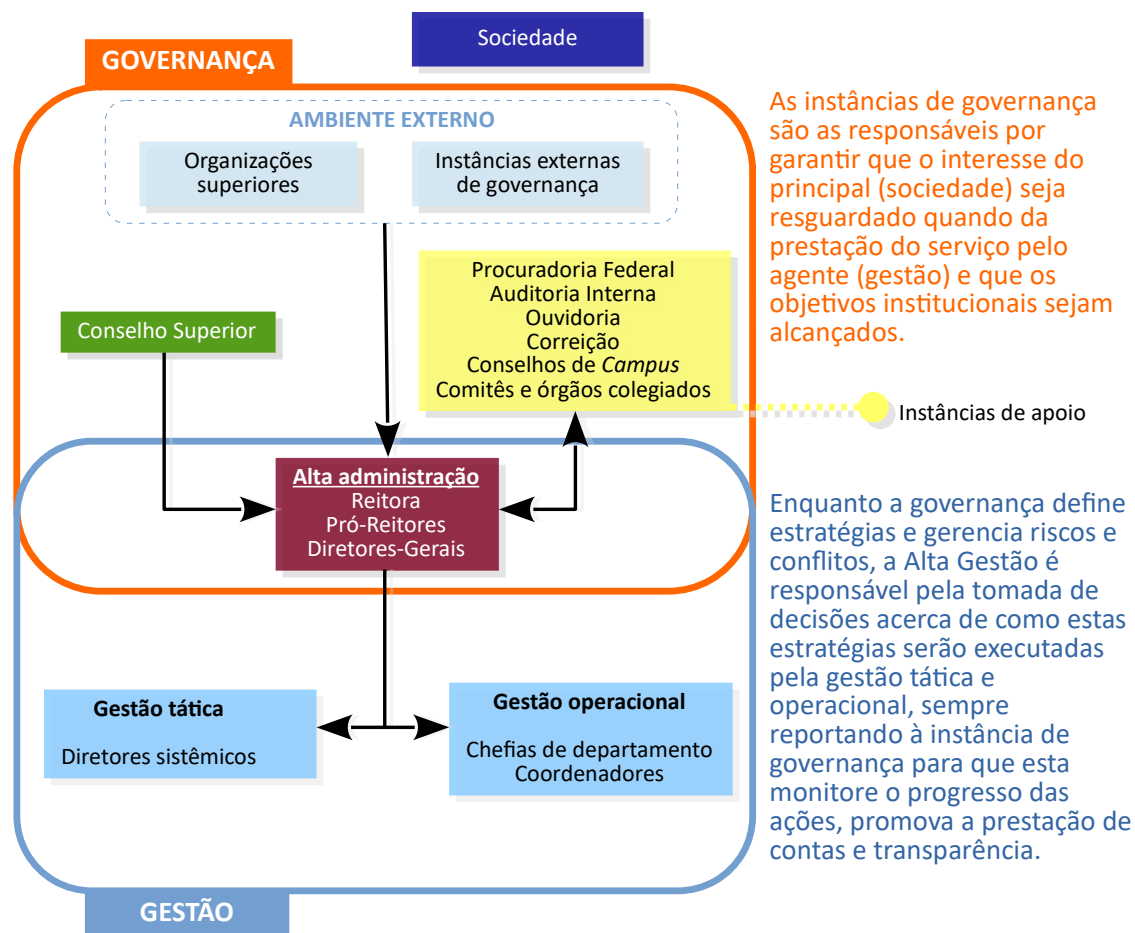 Sociedade
GOVERNANÇA
AMBIENTE EXTERNO
Organizações
superiores
Instâncias externas
de governança
As instâncias de governança
são as responsáveis por
garantir que o interesse do
principal (sociedade) seja
resguardado quando da
prestação do serviço pelo
agente (gestão) e que os
objetivos institucionais sejam
alcançados.
Procuradoria Federal
Auditoria Interna
Ouvidoria
Correição
Conselhos de Campus
Comitês e órgãos colegiados
Conselho Superior
Instâncias de apoio
Alta administração
Reitora
Pró-Reitores
Diretores-Gerais
Enquanto a governança define
estratégias e gerencia riscos e
conflitos, a Alta Gestão é
responsável pela tomada de
decisões acerca de como estas
estratégias serão executadas
pela gestão tática e
operacional, sempre
reportando à instância de
governança para que esta
monitore o progresso das
ações, promova a prestação de
contas e transparência.
Gestão tática
Diretores sistêmicos
Gestão operacional
Chefias de departamento
Coordenadores
GESTÃO